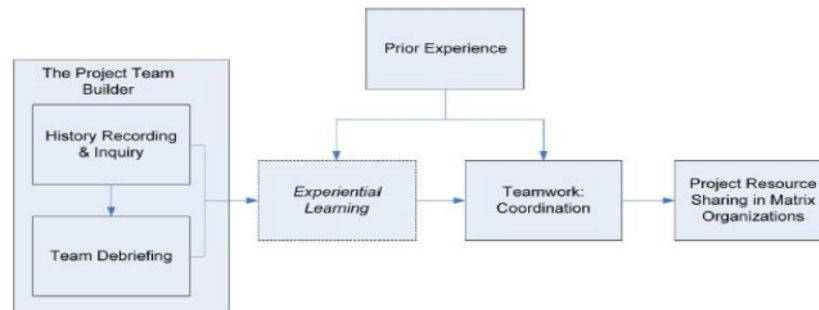 Prior Experience
The Project Team
Builder
History Recording
& Inquiry
Experiential
Learning
Teamwork:
Coordination
Project Resource
Sharing in Matrix
Organizations
Team Debriefing